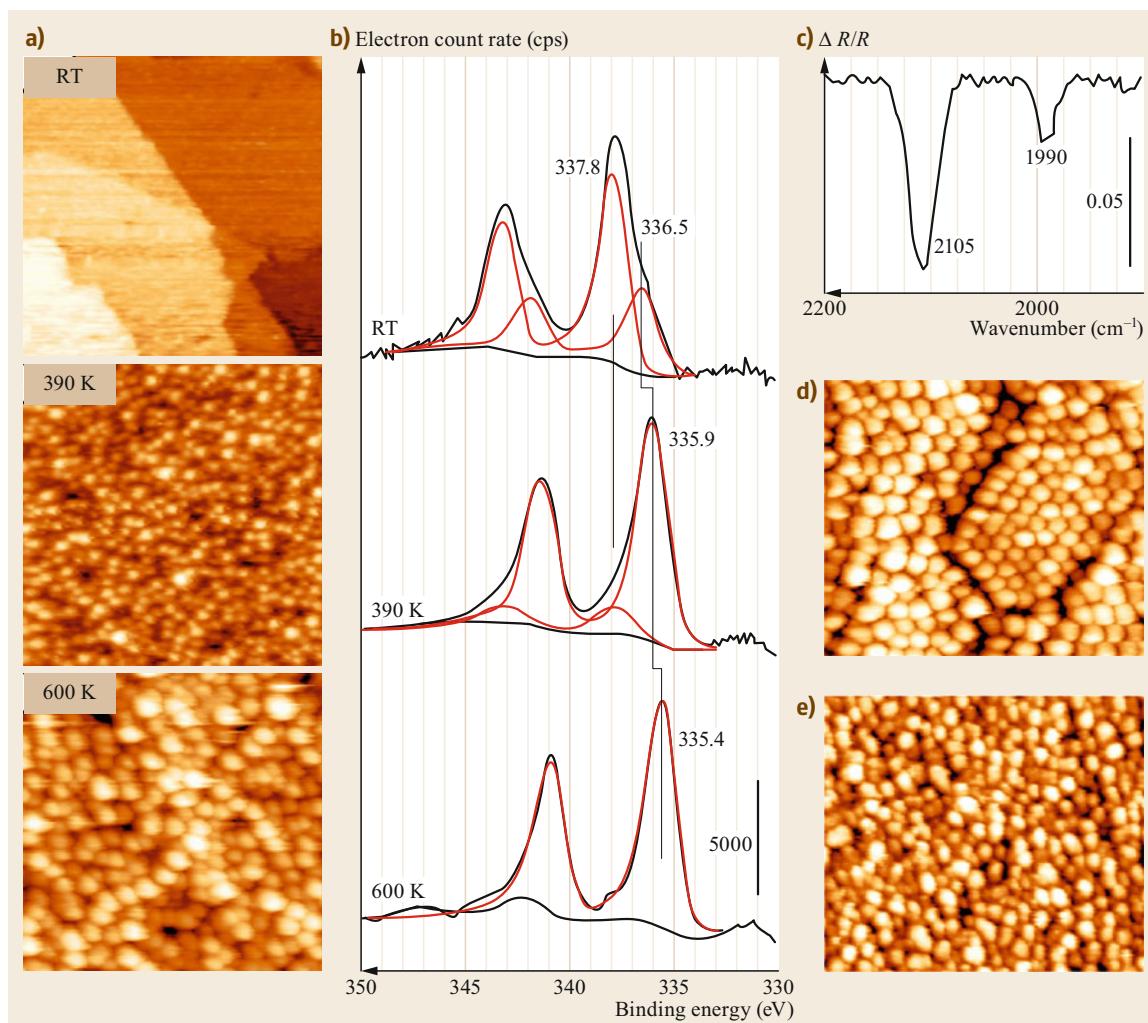 a)
RT
390 K
600 K
b) Electron count rate (cps)
337.8
336.5
RT
335.9
390 K
335.4
5000
600 K
350 345 340 335 330
Binding energy (eV)
c) Δ R/R
1990
0.05
2105
2200 2000
Wavenumber (cm⁻¹)
d)
e)